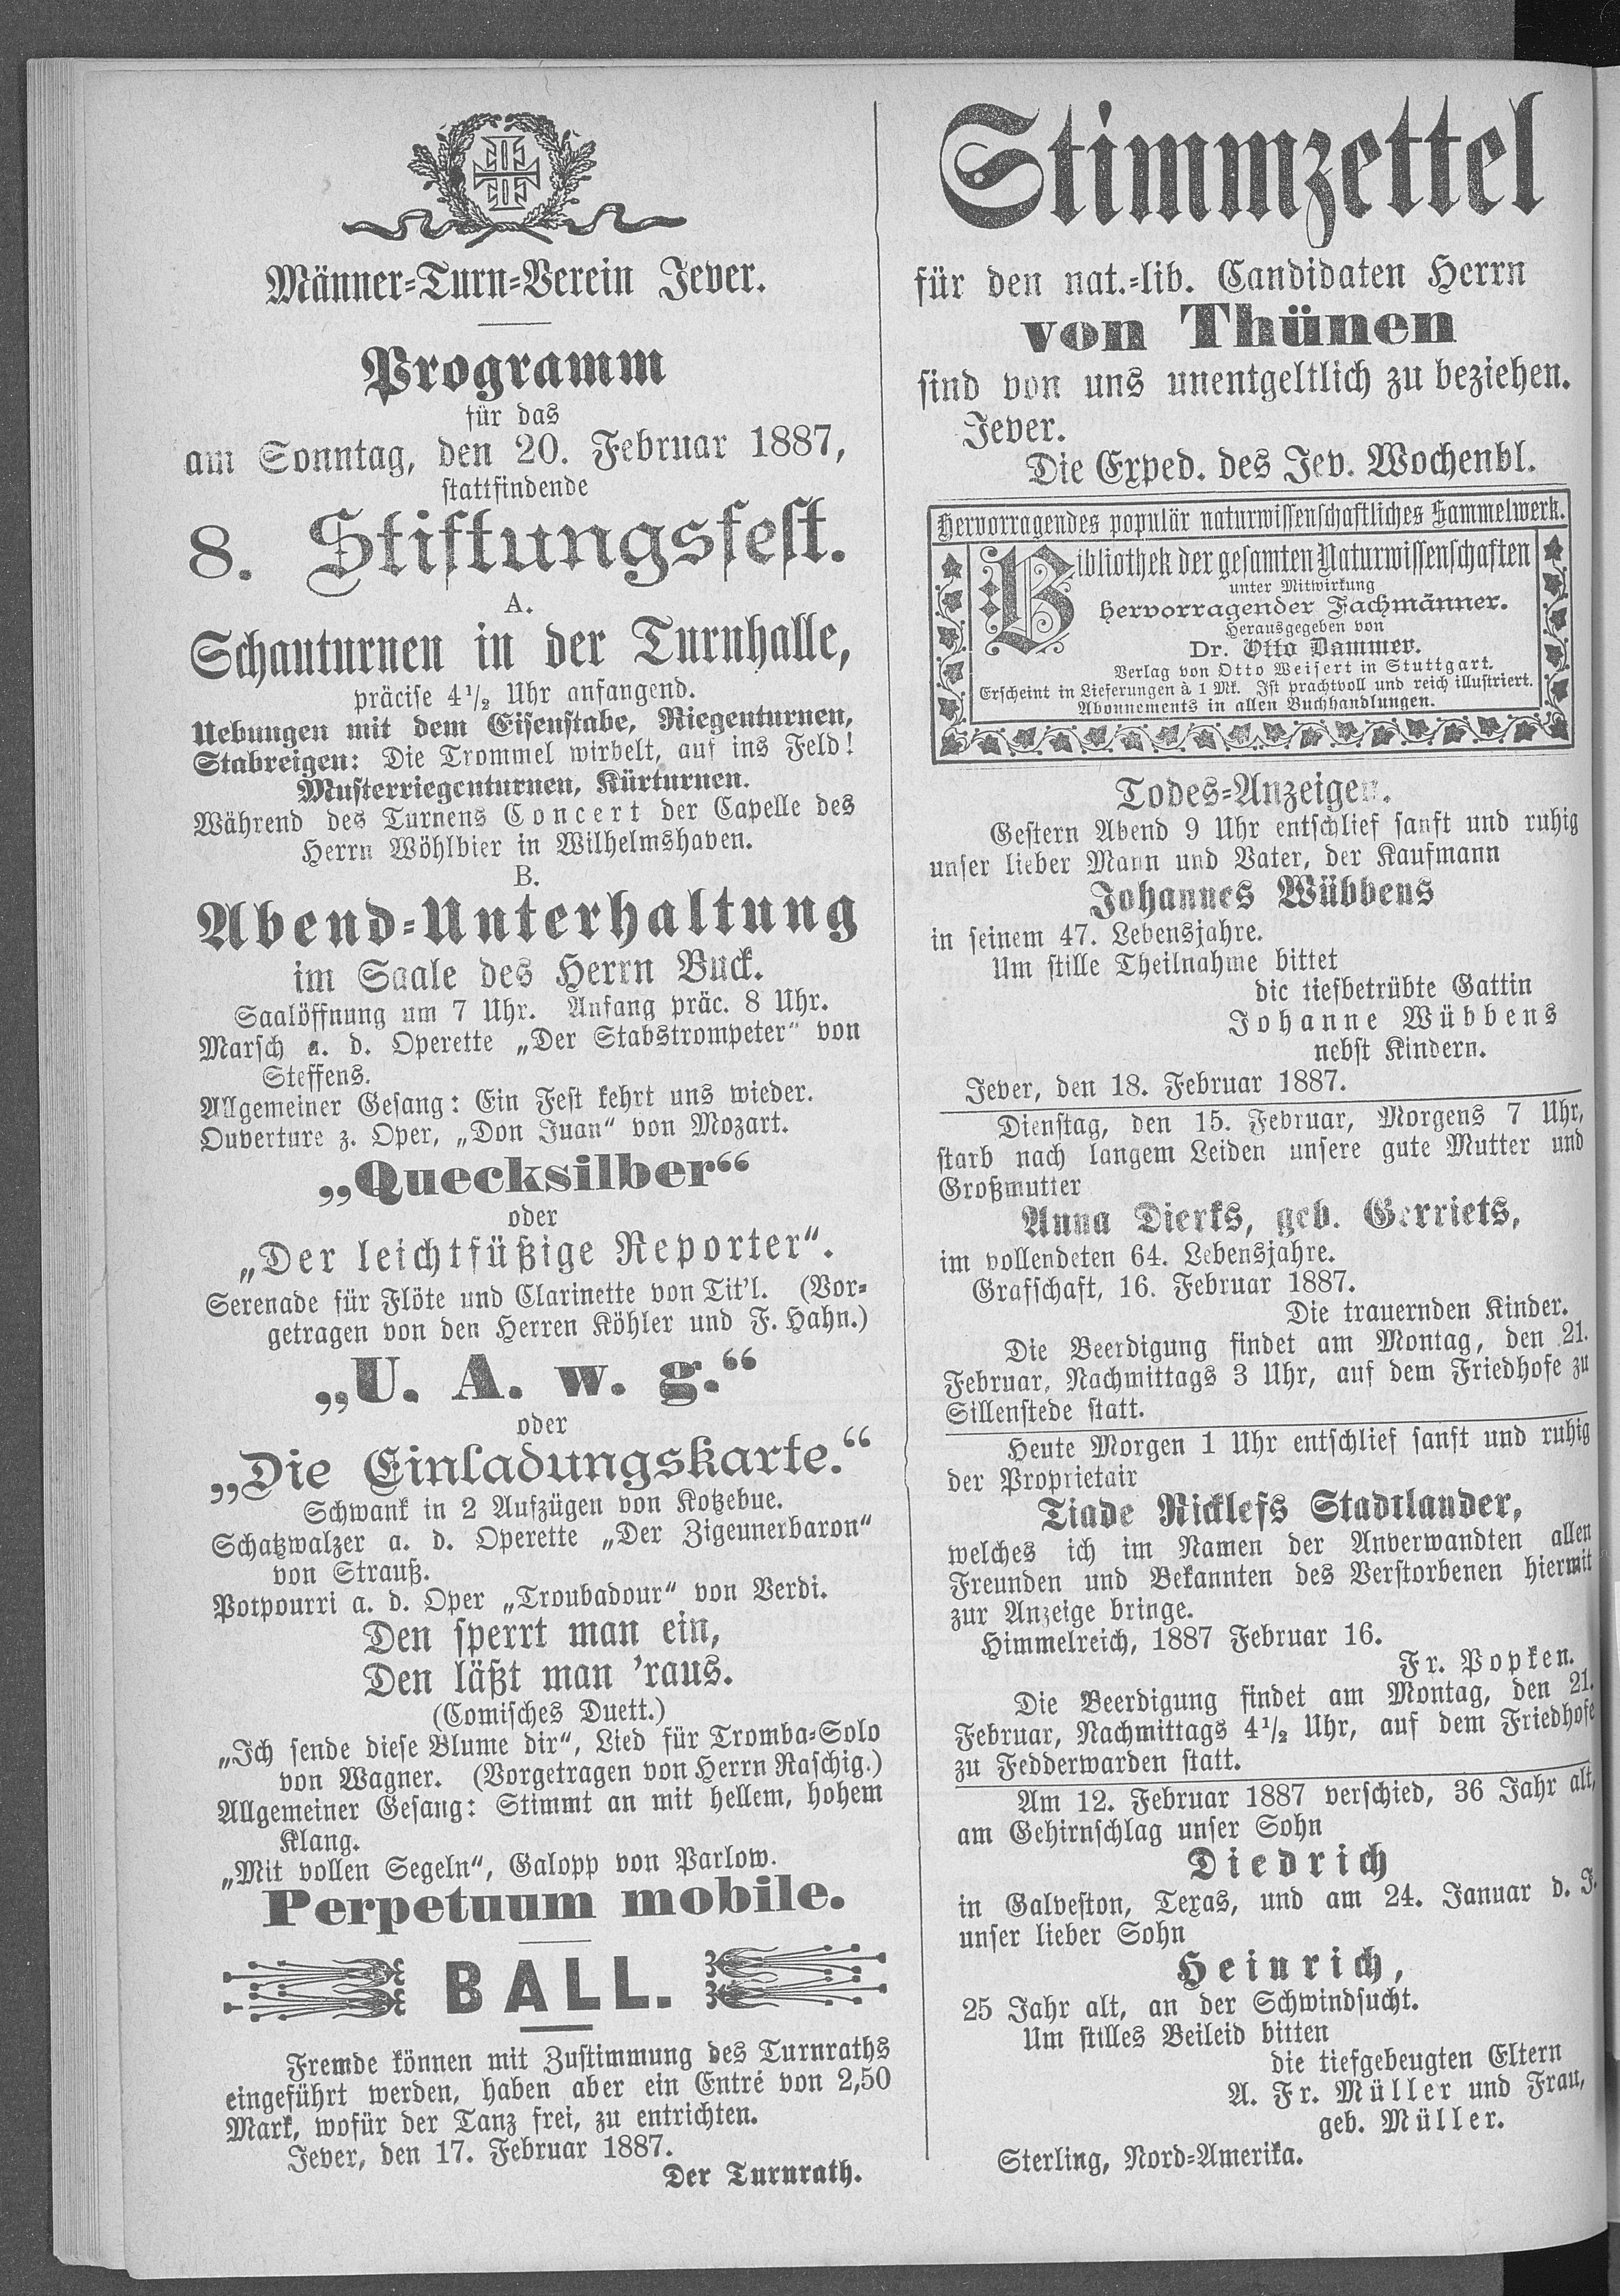 Männer-Turn-Verein Jever.
Programm
für das
am Sonntag, den 20. Februar 1887,
stattfindende
8. Stiftungsfest.
A.
Schauturnen in der Turnhalle,
präcise 4½ Uhr anfangend.
Uebungen mit dem Eisenstabe, Riegenturnen,
Stabreigen: Die Trommel wirbelt, auf ins Feld!
Musterriegenturnen, Kürturnen.
Während des Turnens Concert der Capelle des
Herrn Wöhlbier in Wilhelmshaven.
B.
Abend-Unterhaltung
im Saale des Herrn Buck.
Saalöffnung um 7 Uhr. Anfang präc. 8 Uhr.
Marsch a. d. Operette „Der Stabstrompeter“ von
Steffens.
Allgemeiner Gesang: Ein Fest kehrt uns wieder.
Ouverture z. Oper, „Don Juan“ von Mozart.
„Quecksilber“
oder
„Der leichtfüßige Reporter“.
Serenade für Flöte und Clarinette von Tit'l. (Vor-
getragen von den Herren Köhler und F. Hahn.)
„U. A. w. g.“
oder
„Die Einladungskarte.“
Schwank in 2 Aufzügen von Kotzebue.
Schatzwalzer a. d. Operette „Der Zigeunerbaron“
von Strauß.
Potpourri a. d. Oper „Troubadour“ von Verdi.
Den sperrt man ein,
Den läßt man 'raus.
(Comisches Duett.)
„Ich sende diese Blume dir“, Lied für Tromba-Solo
von Wagner. (Vorgetragen von Herrn Raschig.)
Allgemeiner Gesang: Stimmt an mit hellem, hohem
Klang.
„Mit vollen Segeln“, Galopp von Parlow.
Perpetuum mobile.
BALL.
Fremde können mit Zustimmung des Turnraths
eingeführt werden, haben aber ein Entré von 2,50
Mark, wofür der Tanz frei, zu entrichten.
Jever, den 17. Februar 1887.
Der Turnrath.
Stimmzettel
für den nat.-lib. Candidaten Herrn
von Thünen
sind von uns unentgeltlich zu beziehen.
Jever.
Die Exped. des Jev. Wochenbl.
Hervorragendes populär naturwissenschaftliches Sammelwerk.
Bibliothek der gesamten Naturwissenschaften
unter Mitwirkung
hervorragender Fachmänner.
Herausgegeben von
Dr. Otto Dammer.
Verlag von Otto Weisert in Stuttgart.
Erscheint in Lieferungen à 1 Mk. Ist prachtvoll und reich illustriert.
Abonnements in allen Buchhandlungen.
Todes-Anzeigen.
Gestern Abend 9 Uhr entschlief sanft und ruhig
unser lieber Mann und Vater, der Kaufmann
Johannes Wübbens
in seinem 47. Lebensjahre.
Um stille Theilnahme bittet
die tiefbetrübte Gattin
Johanne Wübbens
nebst Kindern.
Jever, den 18. Februar 1887.
Dienstag, den 15. Februar, Morgens 7 Uhr,
starb nach langem Leiden unsere gute Mutter und
Großmutter
Anna Dierks, geb. Gerriets,
im vollendeten 64. Lebensjahre.
Grafschaft, 16. Februar 1887.
Die trauernden Kinder.
Die Beerdigung findet am Montag, den 21.
Februar, Nachmittags 3 Uhr, auf dem Friedhofe zu
Sillenstede statt.
Heute Morgen 1 Uhr entschlief sanft und ruhig
der Proprietair
Tiade Ricklefs Stadtlander,
welches ich im Namen der Anverwandten allen
Freunden und Bekannten des Verstorbenen hiermit
zur Anzeige bringe.
Himmelreich, 1887 Februar 16.
Fr. Popken.
Die Beerdigung findet am Montag, den 21.
Februar, Nachmittags 4½ Uhr, auf dem Friedhofe
zu Fedderwarden statt.
Am 12. Februar 1887 verschied, 36 Jahr alt,
am Gehirnschlag unser Sohn
Diedrich
in Galveston, Texas, und am 24. Januar d. J.
unser lieber Sohn
Heinrich,
25 Jahr alt, an der Schwindsucht.
Um stilles Beileid bitten
die tiefgebeugten Eltern
A. Fr. Müller und Frau,
geb. Müller.
Sterling, Nord-Amerika.